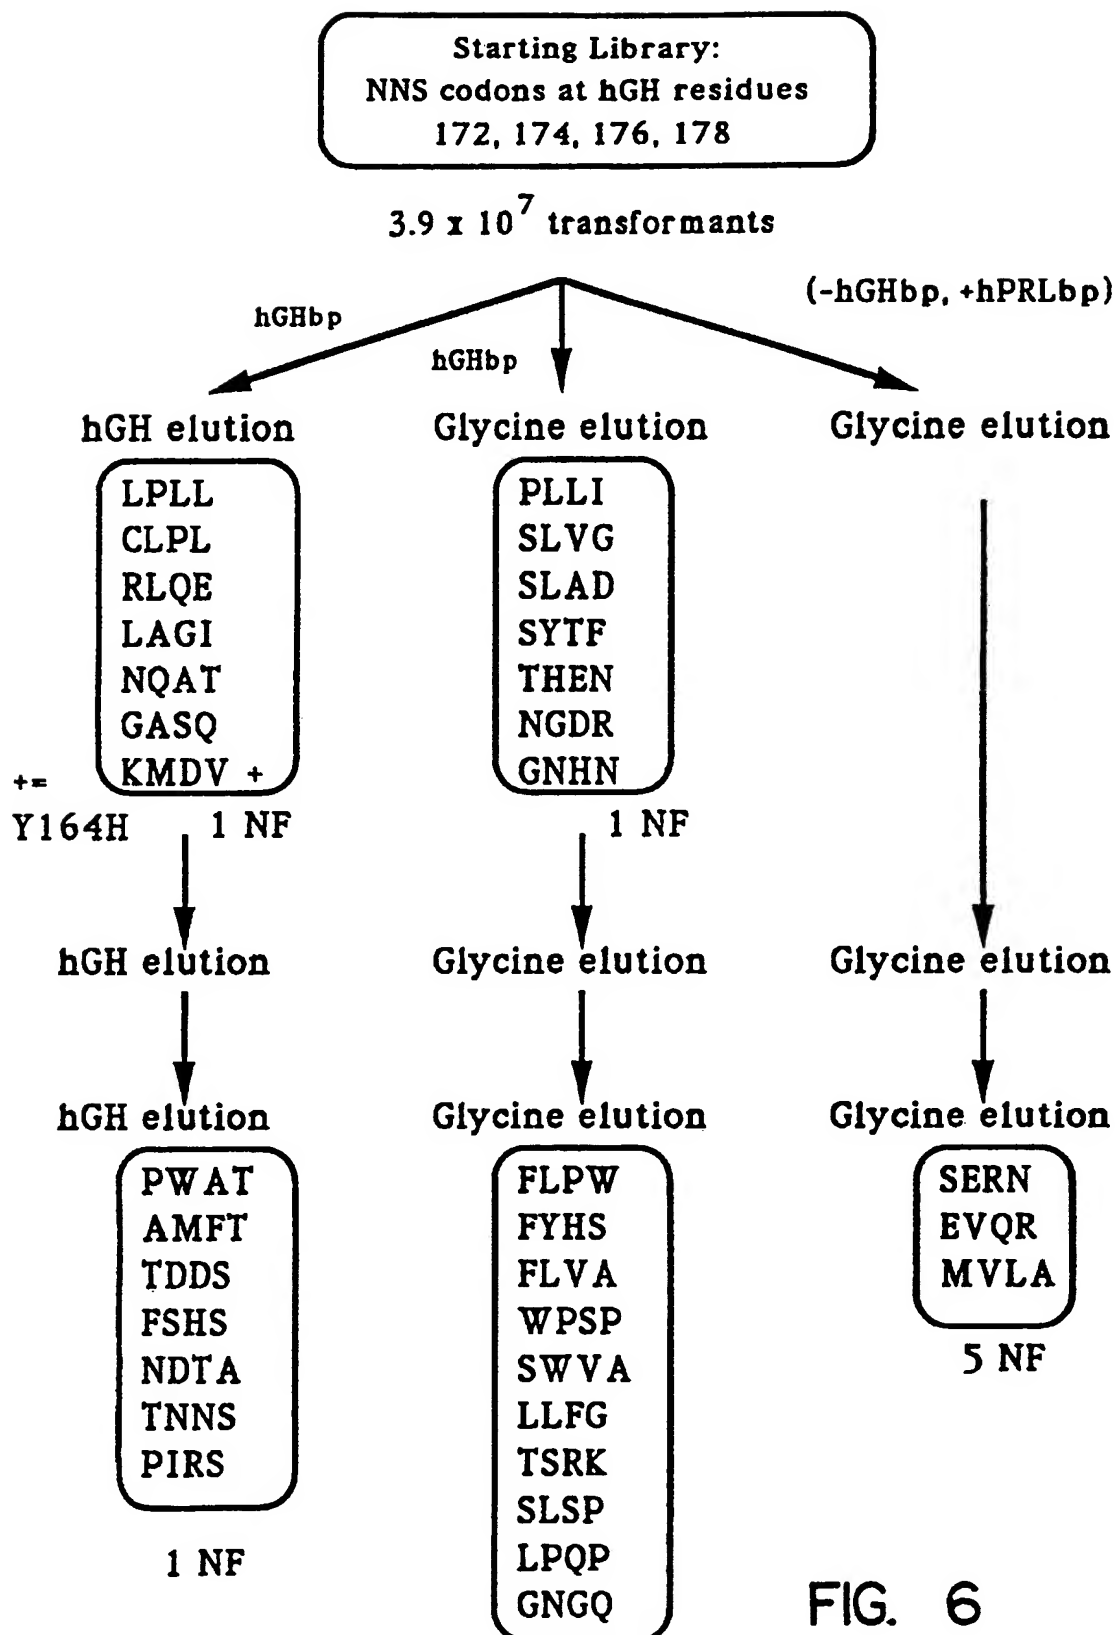 Starting Library:
NNS codons at hGH residues
172, 174, 176, 178
3.9 x 10^7 transformants
(-hGHbp, +hPRLbp)
hGHbp
hGHbp
hGH elution
Glycine elution
Glycine elution
LPLL
CLPL
RLQE
LAGI
NQAT
GASQ
KMDV +
+=
Y164H
1 NF
PLLI
SLVG
SLAD
SYTF
THEN
NGDR
GNHN
1 NF
hGH elution
Glycine elution
Glycine elution
hGH elution
Glycine elution
Glycine elution
PWAT
AMFT
TDDS
FSHS
NDTA
TNNS
PIRS
1 NF
FLPW
FYHS
FLVA
WPSP
SWVA
LLFG
TSRK
SLSP
LPQP
GNGQ
SERN
EVQR
MVLA
5 NF
FIG. 6